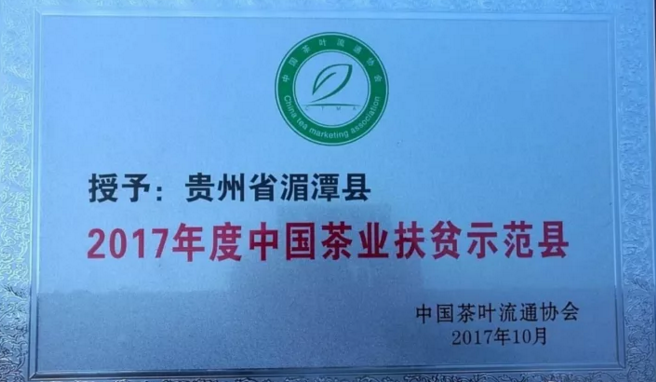 中国茶叶流通协会
China tea marketing association
授予：贵州省湄潭县
2017年度中国茶业扶贫示范县
中国茶叶流通协会
2017年10月